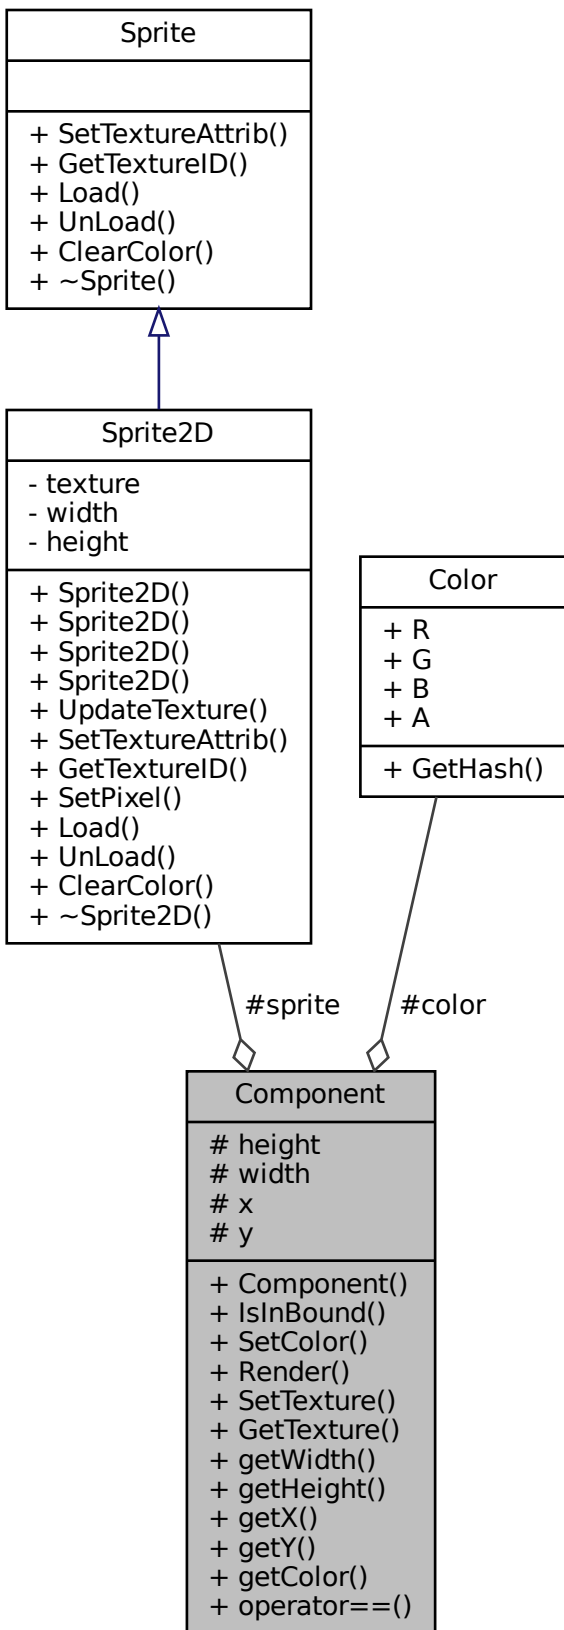 Sprite
+ SetTextureAttrib()
+ GetTextureID()
+ Load()
+ UnLoad()
+ ClearColor()
+ ~Sprite()
Sprite2D
- texture
- width
- height
+ Sprite2D()
+ Sprite2D()
+ Sprite2D()
+ Sprite2D()
+ UpdateTexture()
+ SetTextureAttrib()
+ GetTextureID()
+ SetPixel()
+ Load()
+ UnLoad()
+ ClearColor()
+ ~Sprite2D()
Color
+ R
+ G
+ B
+ A
+ GetHash()
#sprite
#color
Component
# height
# width
# x
# y
+ Component()
+ IsInBound()
+ SetColor()
+ Render()
+ SetTexture()
+ GetTexture()
+ getWidth()
+ getHeight()
+ getX()
+ getY()
+ getColor()
+ operator==()